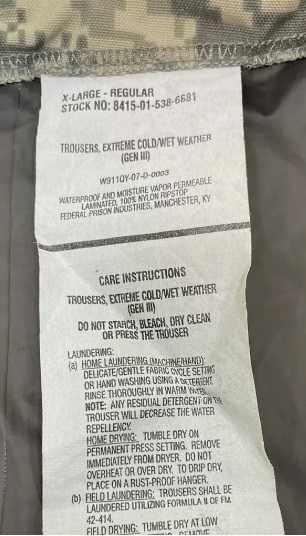 X-LARGE - REGULAR
STOCK NO: 8415-01-538-6681
TROUSERS, EXTREME COLD/WET WEATHER
(GEN III)
W911QY-07-D-0003
WATERPROOF AND MOISTURE VAPOR PERMEABLE
LAMINATED, 100% NYLON RIPSTOP
FEDERAL PRISON INDUSTRIES, MANCHESTER, KY
CARE INSTRUCTIONS
TROUSERS, EXTREME COLD/WET WEATHER
(GEN III)
DO NOT STARCH, BLEACH, DRY CLEAN
OR PRESS THE TROUSER
LAUNDERING:
(a) HOME LAUNDERING (MACHINE/HAND):
DELICATE/GENTLE FABRIC CYCLE SETTING
OR HAND WASHING USING A DETERGENT
RINSE THOROUGHLY IN WARM WATER.
NOTE: ANY RESIDUAL DETERGENT ON THE
TROUSER WILL DECREASE THE WATER
REPELLENCY.
HOME DRYING: TUMBLE DRY ON
PERMANENT PRESS SETTING. REMOVE
IMMEDIATELY FROM DRYER. DO NOT
OVERHEAT OR OVER DRY. TO DRIP DRY,
PLACE ON A RUST-PROOF HANGER.
(b) FIELD LAUNDERING: TROUSERS SHALL BE
LAUNDERED UTILIZING FORMULA II OF FM
42-414.
FIELD DRYING: TUMBLE DRY AT LOW
REMOVE